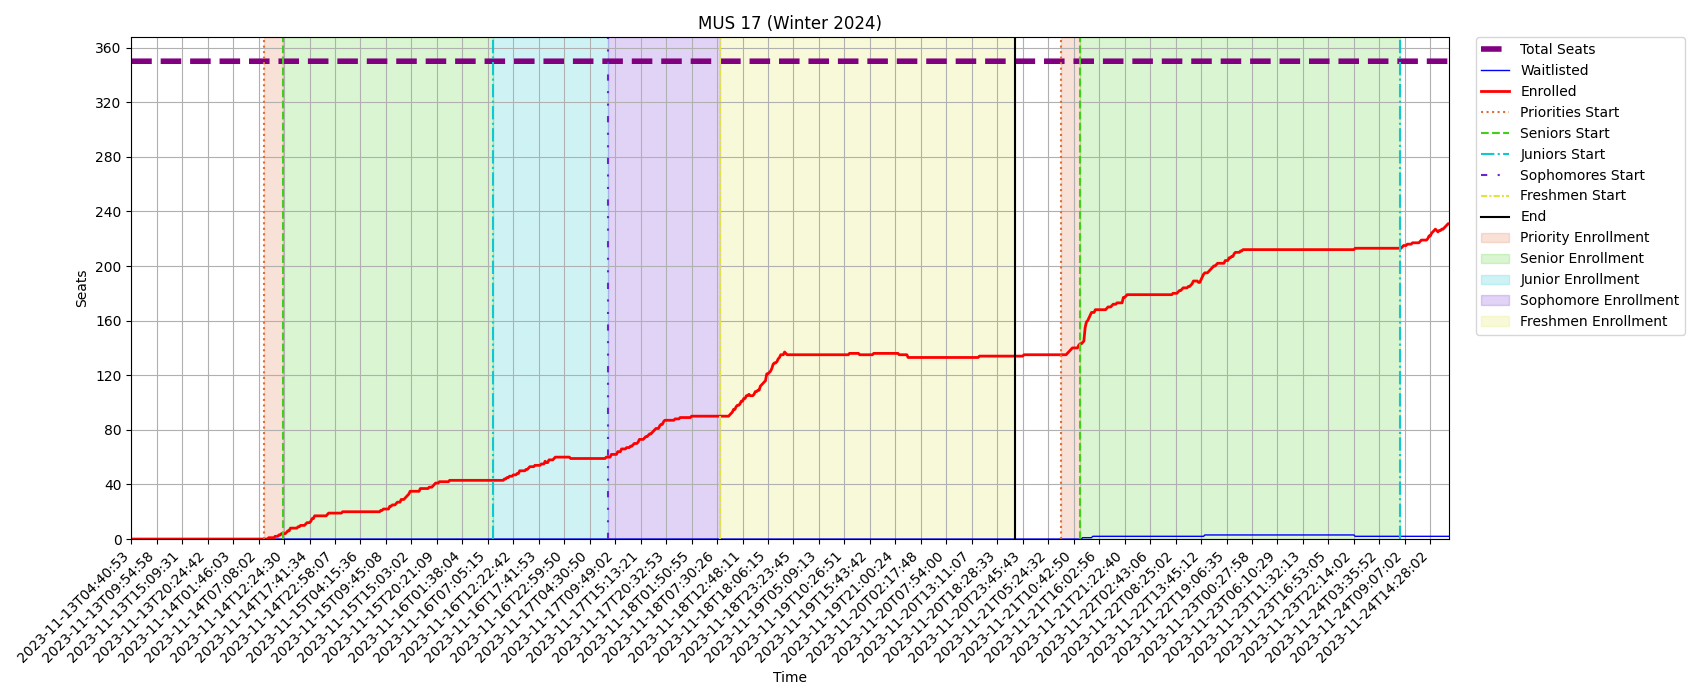 MUS 17 (Winter 2024)
360
320
280
240
200
160
120
80
40
0
Seats
2023-11-13T04:40:53
2023-11-13T09:54:58
2023-11-13T15:09:31
2023-11-13T20:24:42
2023-11-14T01:46:03
2023-11-14T07:08:02
2023-11-14T12:24:30
2023-11-14T17:41:34
2023-11-14T22:58:07
2023-11-15T04:15:36
2023-11-15T09:45:08
2023-11-15T15:03:02
2023-11-15T20:21:09
2023-11-16T01:38:04
2023-11-16T07:05:15
2023-11-16T12:22:42
2023-11-16T17:41:53
2023-11-16T22:59:50
2023-11-17T04:30:50
2023-11-17T09:49:02
2023-11-17T15:13:21
2023-11-17T20:32:53
2023-11-18T01:50:55
2023-11-18T07:30:26
2023-11-18T12:48:11
2023-11-18T18:06:15
2023-11-18T23:23:45
2023-11-19T05:09:13
2023-11-19T10:26:51
2023-11-19T15:43:42
2023-11-19T21:00:24
2023-11-20T02:17:48
2023-11-20T07:54:00
2023-11-20T13:11:07
2023-11-20T18:28:33
2023-11-20T23:45:43
2023-11-21T05:24:32
2023-11-21T10:42:50
2023-11-21T16:02:56
2023-11-21T21:22:40
2023-11-22T02:43:06
2023-11-22T08:25:02
2023-11-22T13:45:12
2023-11-22T19:06:35
2023-11-23T00:27:58
2023-11-23T06:10:29
2023-11-23T11:32:13
2023-11-23T16:53:05
2023-11-23T22:14:02
2023-11-24T03:35:52
2023-11-24T09:07:02
2023-11-24T14:28:02
Time
Total Seats
Waitlisted
Enrolled
Priorities Start
Seniors Start
Juniors Start
Sophomores Start
Freshmen Start
End
Priority Enrollment
Senior Enrollment
Junior Enrollment
Sophomore Enrollment
Freshmen Enrollment